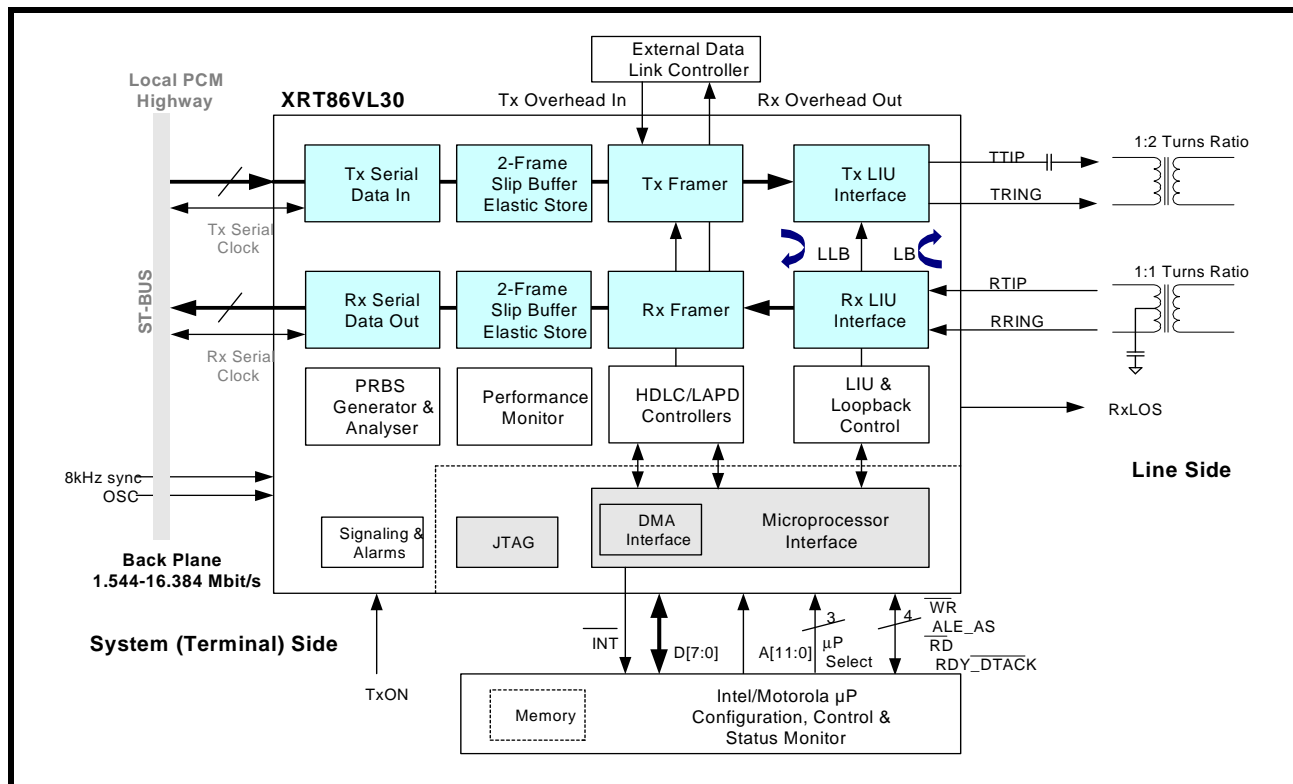 External Data
Link Controller
Local PCM
Highway
XRT86VL30
Tx Overhead In
Rx Overhead Out
1:2 Turns Ratio
TTIP
TRING
Tx Serial
Data In
2-Frame
Slip Buffer
Elastic Store
Tx Framer
Tx LIU
Interface
Tx Serial
Clock
LLB
LB
1:1 Turns Ratio
RTIP
RRING
ST-BUS
Rx Serial
Data Out
2-Frame
Slip Buffer
Elastic Store
Rx Framer
Rx LIU
Interface
Rx Serial
Clock
PRBS
Generator &
Analyser
Performance
Monitor
HDLC/LAPD
Controllers
LIU &
Loopback
Control
RxLOS
8kHz sync
OSC
Line Side
Signaling &
Alarms
JTAG
DMA
Interface
Microprocessor
Interface
Back Plane
1.544-16.384 Mbit/s
System (Terminal) Side
TxON
INT
D[7:0]
A[11:0]
3
µP
Select
4
WR
ALE_AS
RD
RDY_DTACK
Memory
Intel/Motorola µP
Configuration, Control &
Status Monitor